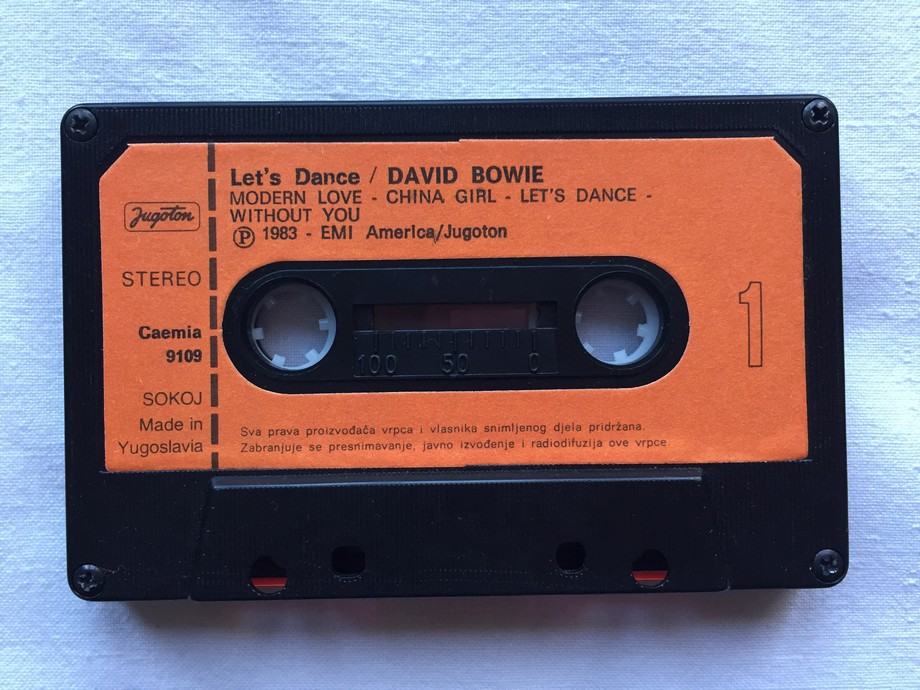 Let's Dance / DAVID BOWIE
MODERN LOVE - CHINA GIRL - LET'S DANCE -
WITHOUT YOU
Ⓟ 1983 - EMI America/Jugoton
Jugoton
STEREO
Caemia
9109
SOKOJ
Made in
Yugoslavia
100 50 0
1
Sva prava proizvođača vrpca i vlasnika snimljenog djela pridržana.
Zabranjuje se presnimavanje, javno izvođenje i radiodifuzija ove vrpce.